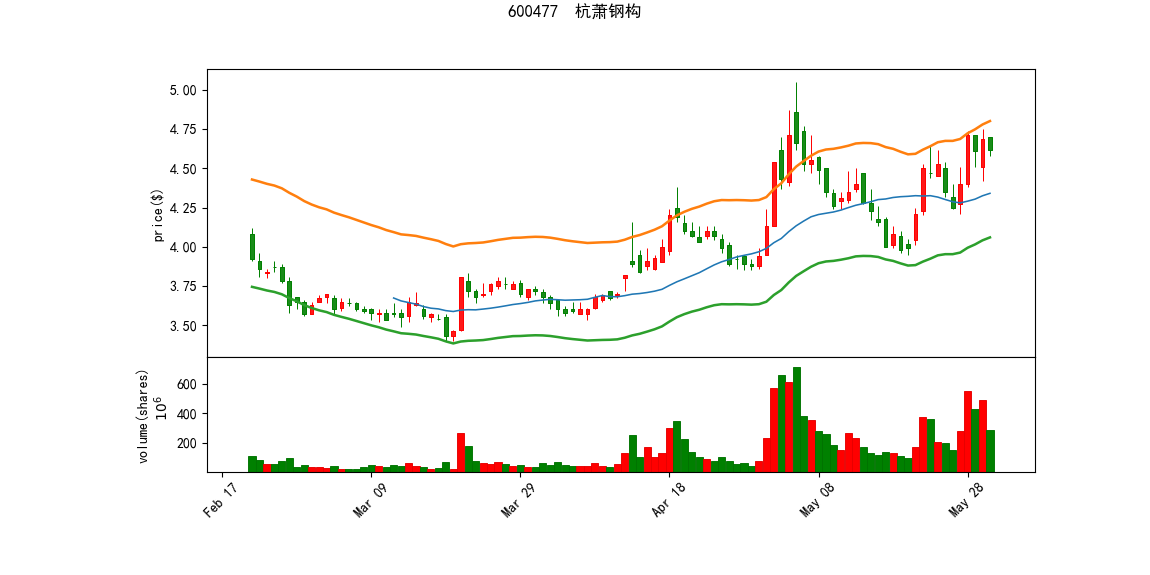 600477 杭萧钢构
price($)
5.00
4.75
4.50
4.25
4.00
3.75
3.50
volume(shares)
10^6
600
400
200
Feb 17
Mar 09
Mar 29
Apr 18
May 08
May 28